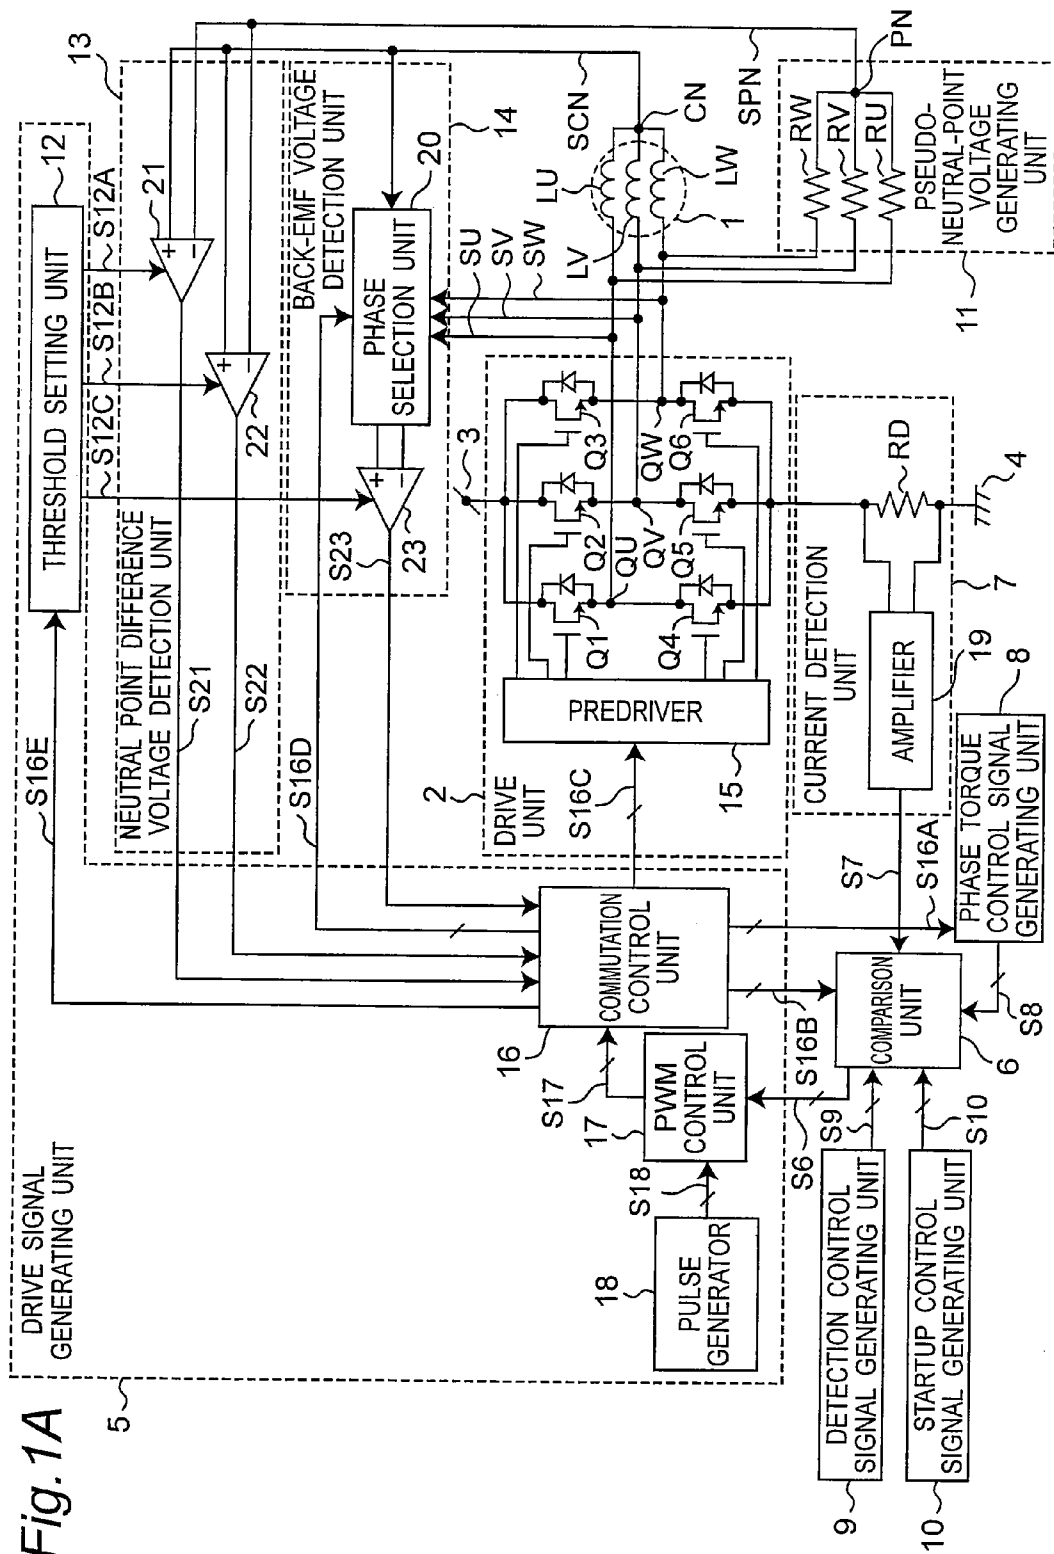 Fig.1A
DRIVE SIGNAL
GENERATING UNIT
5
S16E
THRESHOLD SETTING UNIT
12
S12A
S12B
S12C
13
NEUTRAL POINT DIFFERENCE
VOLTAGE DETECTION UNIT
S21
S22
21
22
+
−
+
−
BACK-EMF VOLTAGE
DETECTION UNIT
14
S16D
S23
23
+
−
PHASE
SELECTION UNIT
20
SU
SV
SW
SCN
CN
SPN
PN
LU
LV
LW
1
RW
RV
RU
PSEUDO-
NEUTRAL-POINT
VOLTAGE
GENERATING
UNIT
11
3
2
DRIVE
UNIT
S16C
PREDRIVER
15
Q1
Q2
Q3
Q4
Q5
Q6
QU
QV
QW
CURRENT DETECTION
UNIT
AMPLIFIER
19
RD
4
7
COMMUTATION
CONTROL
UNIT
16
S17
17
PWM
CONTROL
UNIT
S18
18
PULSE
GENERATOR
S16B
S16A
S7
S6
COMPARISON
UNIT
6
S8
8
PHASE TORQUE
CONTROL SIGNAL
GENERATING UNIT
S9
S10
DETECTION CONTROL
SIGNAL GENERATING UNIT
9
STARTUP CONTROL
SIGNAL GENERATING UNIT
10